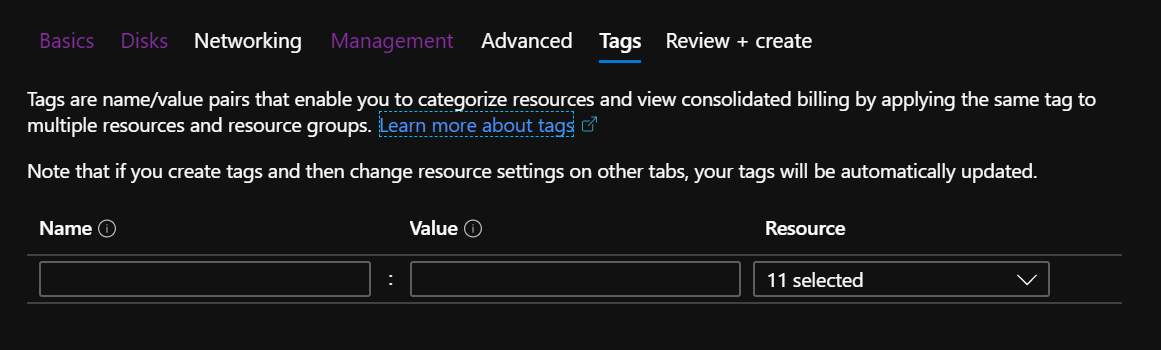 Basics Disks Networking Management Advanced Tags Review + create
Tags are name/value pairs that enable you to categorize resources and view consolidated billing by applying the same tag to
multiple resources and resource groups. Learn more about tags
Note that if you create tags and then change resource settings on other tabs, your tags will be automatically updated.
Name Value Resource
: 11 selected